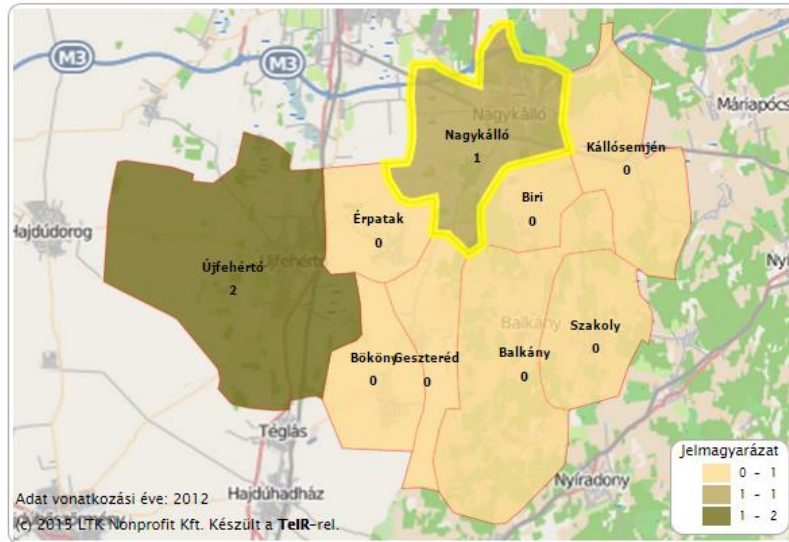 M3
M3
Nagykálló
Máriapócs
Nagykálló
1
Kállósemjén
0
Biri
0
Érpatak
0
Hajdúdorog
Újfehértó
Újfehértó
2
Balkány
Szakoly
0
Bököny
0
Geszteréd
0
Balkány
0
Téglás
Nyíradony
Hajdúhadház
Jelmagyarázat
0 - 1
1 - 1
1 - 2
Adat vonatkozási éve: 2012
(c) 2015 LTK Nonprofit Kft. Készült a TeIR-rel.